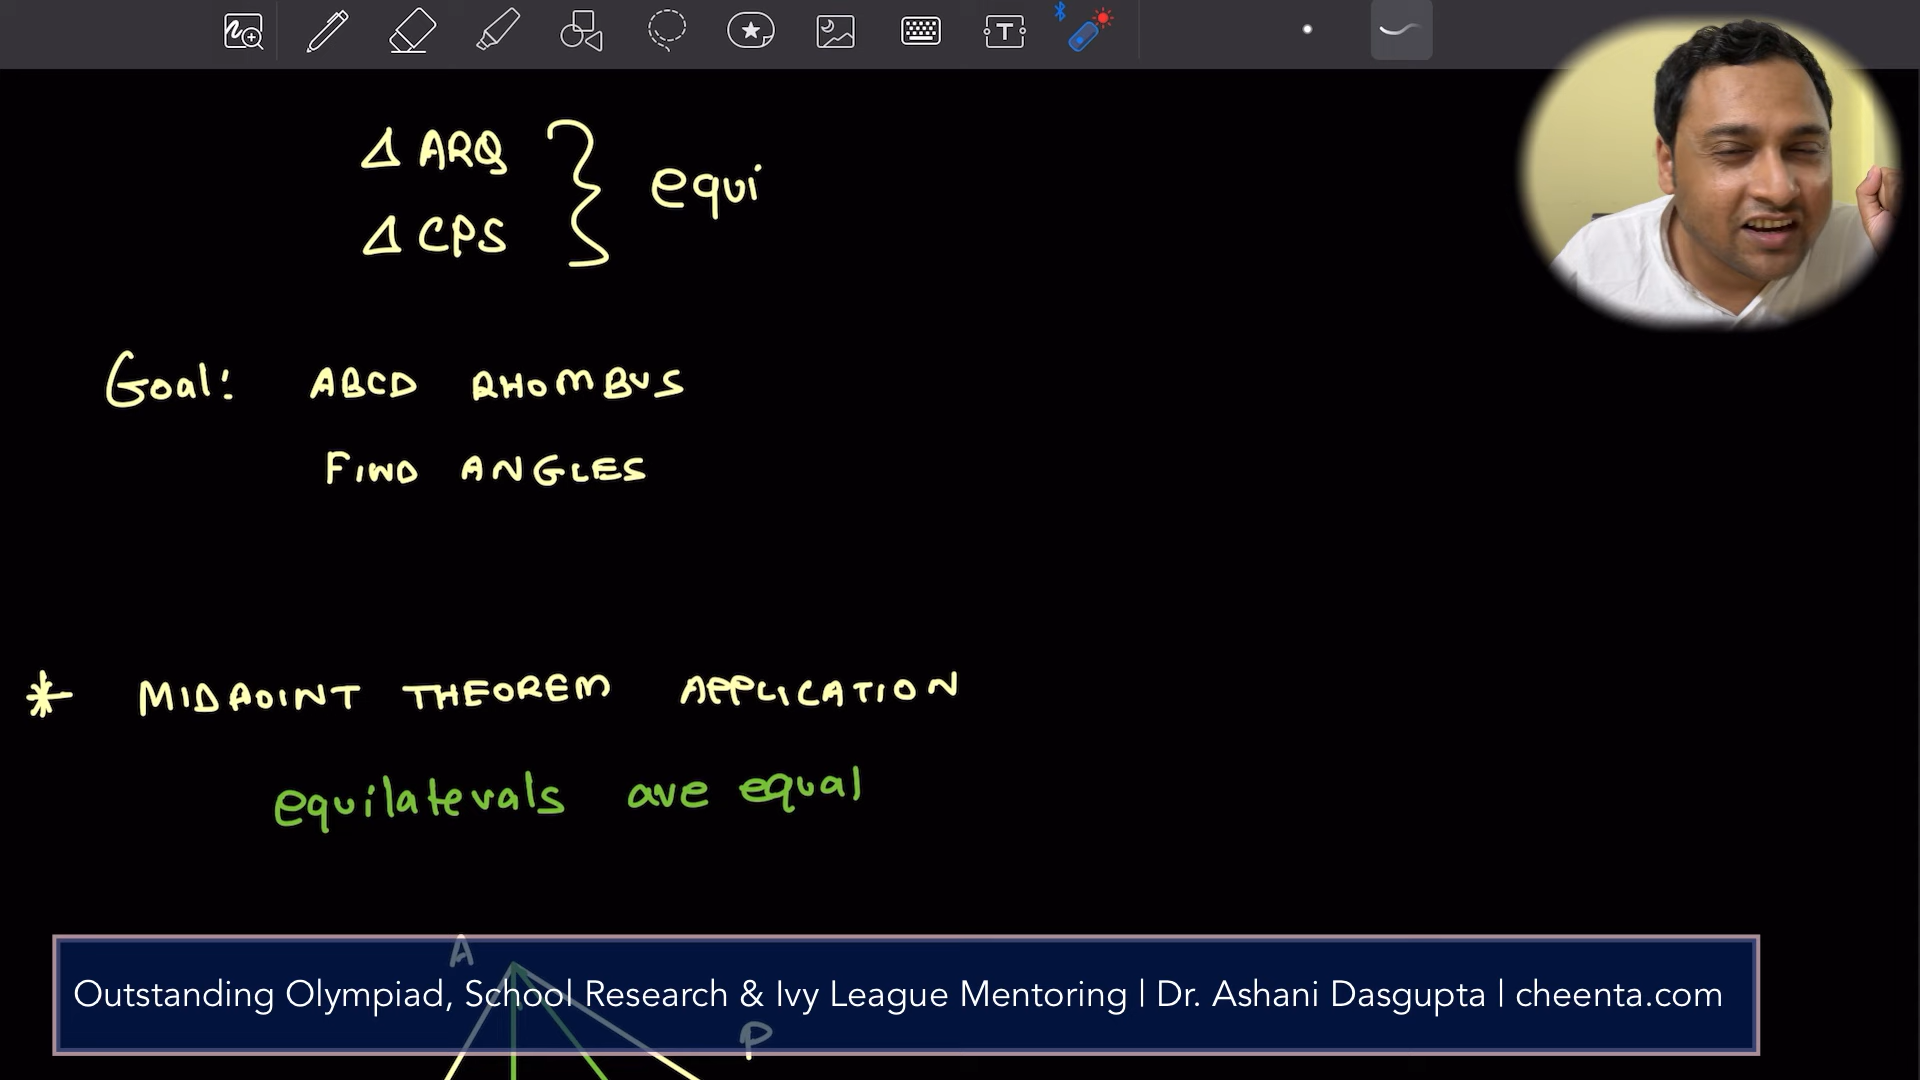 △ ARQ
△ CPS
equi
Goal: ABCD RHOMBUS
FIND ANGLES
* MIDPOINT THEOREM APPLICATION
equilaterals are equal
A
Outstanding Olympiad, School Research & Ivy League Mentoring | Dr. Ashani Dasgupta | cheenta.com
P